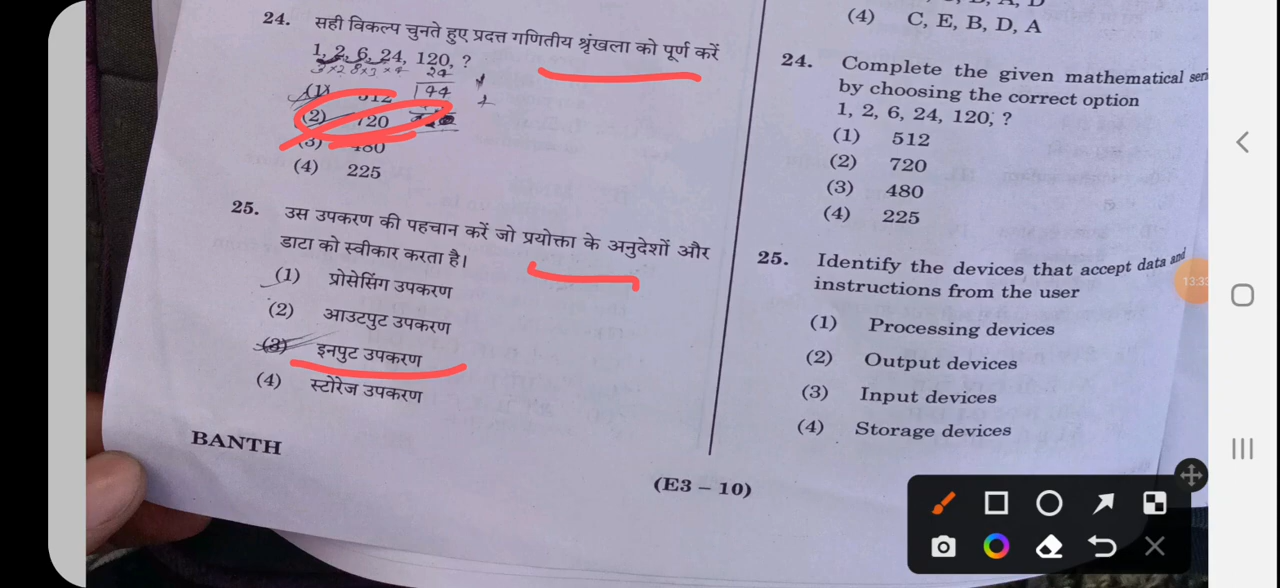 24. सही विकल्प चुनते हुए प्रदत्त गणितीय श्रृंखला को पूर्ण करें
1, 2, 6, 24, 120, ?
(1) 512
(2) 720
(3) 480
(4) 225
25. उस उपकरण की पहचान करें जो प्रयोक्ता के अनुदेशों और
डाटा को स्वीकार करता है।
(1) प्रोसेसिंग उपकरण
(2) आउटपुट उपकरण
(3) इनपुट उपकरण
(4) स्टोरेज उपकरण
BANTH
(E3 – 10)
(4) C, E, B, D, A
24. Complete the given mathematical
by choosing the correct option
1, 2, 6, 24, 120, ?
(1) 512
(2) 720
(3) 480
(4) 225
25. Identify the devices that accept data and
instructions from the user
(1) Processing devices
(2) Output devices
(3) Input devices
(4) Storage devices